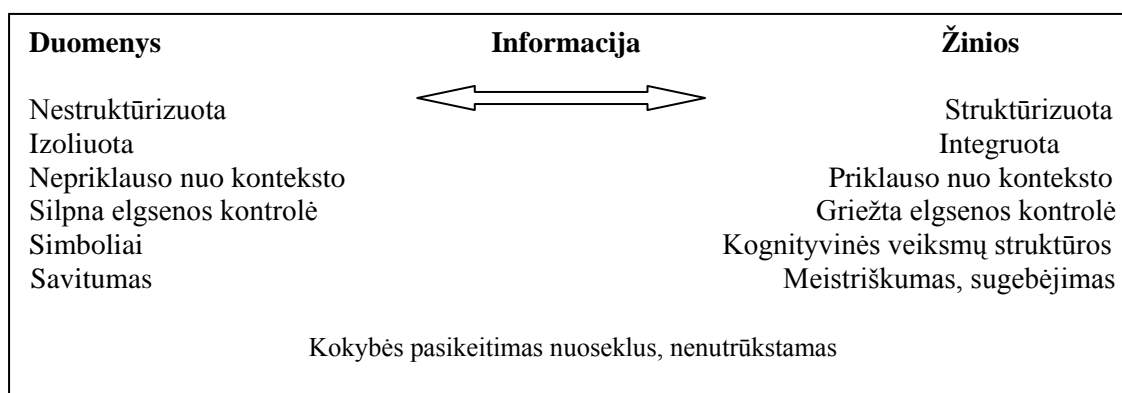 Duomenys Informacija Žinios
Nestruktūrizuota Struktūrizuota
Izoliuota Integruota
Nepriklauso nuo konteksto Priklauso nuo konteksto
Silpna elgsenos kontrolė Griežta elgsenos kontrolė
Simboliai Kognityvinės veiksmų struktūros
Savitumas Meistriškumas, sugebėjimas
Kokybės pasikeitimas nuoseklus, nenutrūkstamas